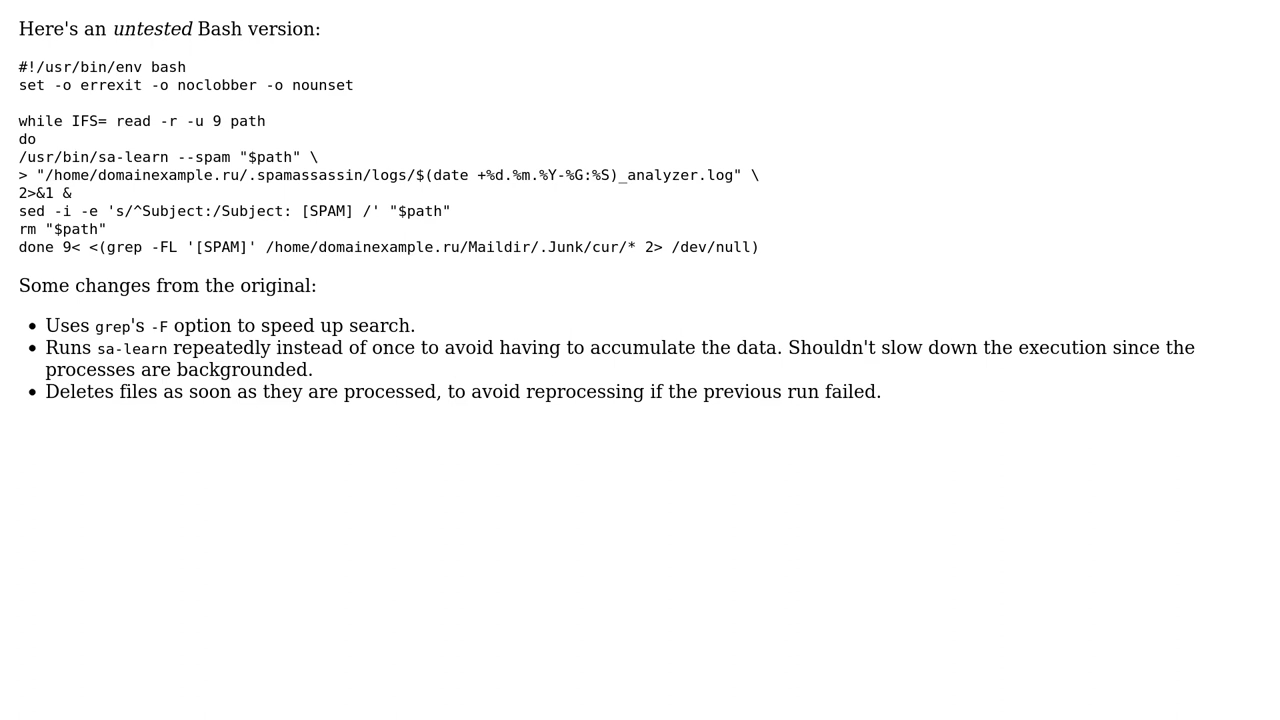 Here's an untested Bash version:
#!/usr/bin/env bash
set -o errexit -o noclobber -o nounset
while IFS= read -r -u 9 path
do
/usr/bin/sa-learn --spam "$path" \
> "/home/domainexample.ru/.spamassassin/logs/$(date +%d.%m.%Y-%G:%S)_analyzer.log" \
2>&1 &
sed -i -e 's/^Subject:/Subject: [SPAM] /' "$path"
rm "$path"
done 9< <(grep -FL '[SPAM]' /home/domainexample.ru/Maildir/.Junk/cur/* 2> /dev/null)
Some changes from the original:
• Uses grep's -F option to speed up search.
• Runs sa-learn repeatedly instead of once to avoid having to accumulate the data. Shouldn't slow down the execution since the
processes are backgrounded.
• Deletes files as soon as they are processed, to avoid reprocessing if the previous run failed.